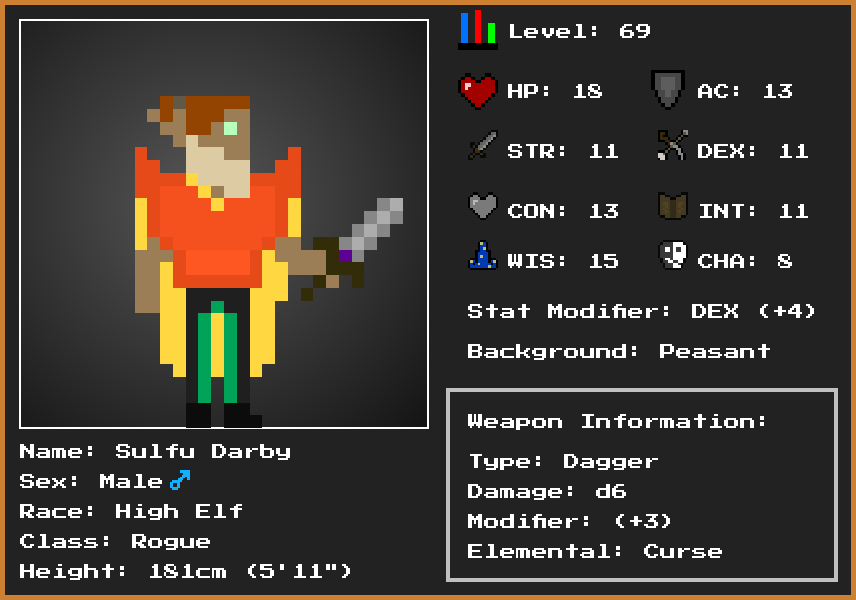 Level: 69
HP: 18 AC: 13
STR: 11 DEX: 11
CON: 13 INT: 11
WIS: 15 CHA: 8
Stat Modifier: DEX (+4)
Background: Peasant
Weapon Information:
Type: Dagger
Damage: d6
Modifier: (+3)
Elemental: Curse
Name: Sulfu Darby
Sex: Male ♂
Race: High Elf
Class: Rogue
Height: 181cm (5'11")